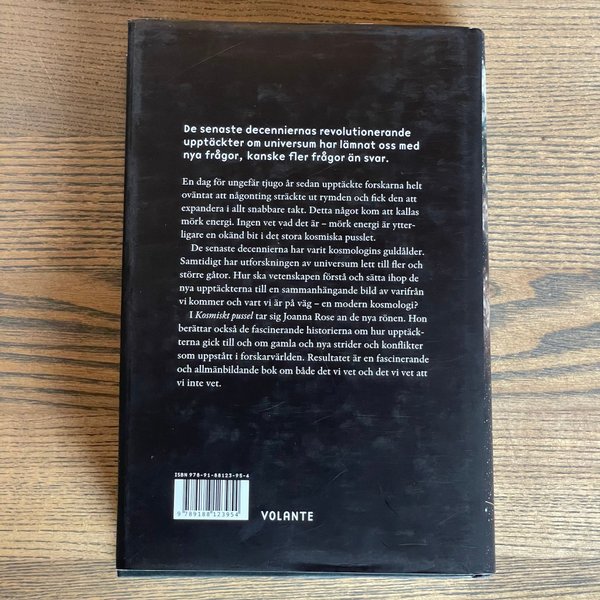 De senaste decenniernas revolutionerande
upptäckter om universum har lämnat oss med
nya frågor, kanske fler frågor än svar.
En dag för ungefär tjugo år sedan upptäckte forskarna helt
oväntat att någonting sträckte ut rymden och fick den att
expandera i allt snabbare takt. Detta något kom att kallas
mörk energi. Ingen vet vad det är – mörk energi är ytter-
ligare en okänd bit i det stora kosmiska pusslet.
De senaste decennierna har varit kosmologins guldålder.
Samtidigt har utforskningen av universum lett till fler och
större gåtor. Hur ska vetenskapen förstå och sätta ihop de
nya upptäckterna till en sammanhängande bild av varifrån
vi kommer och vart vi är på väg – en modern kosmologi?
I Kosmiskt pussel tar sig Joanna Rose an de nya rönen. Hon
berättar också de fascinerande historierna om hur upptäck-
terna gick till och om gamla och nya strider och konflikter
som uppstått i forskarvärlden. Resultatet är en fascinerande
och allmänbildande bok om både det vi vet och det vi vet att
vi inte vet.
ISBN 978-91-88123-95-4
9 789188 123954
VOLANTE